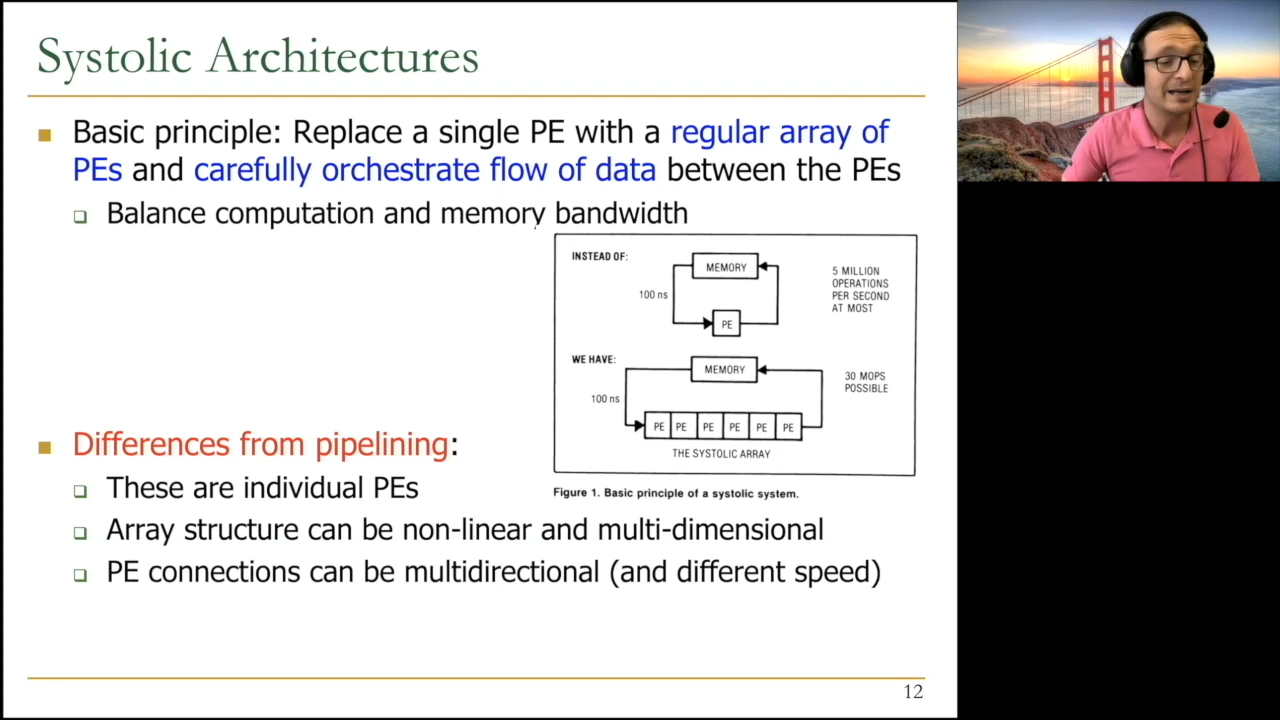 Systolic Architectures
Basic principle: Replace a single PE with a regular array of
PEs and carefully orchestrate flow of data between the PEs
Balance computation and memory bandwidth
INSTEAD OF:
MEMORY
100 ns
PE
5 MILLION
OPERATIONS
PER SECOND
AT MOST
WE HAVE:
MEMORY
100 ns
PE PE PE PE PE PE
30 MOPS
POSSIBLE
THE SYSTOLIC ARRAY
Figure 1. Basic principle of a systolic system.
Differences from pipelining:
These are individual PEs
Array structure can be non-linear and multi-dimensional
PE connections can be multidirectional (and different speed)
12